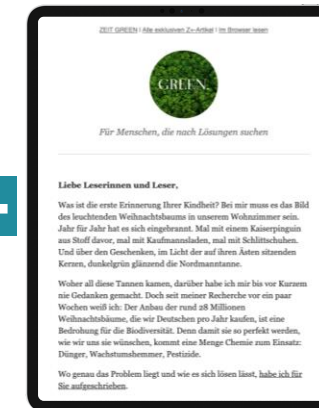 ZEIT GREEN | Alle exklusiven Z+-Artikel | Im Browser lesen
GREEN.
Für Menschen, die nach Lösungen suchen
Liebe Leserinnen und Leser,
Was ist die erste Erinnerung Ihrer Kindheit? Bei mir muss es das Bild
des leuchtenden Weihnachtsbaums in unserem Wohnzimmer sein.
Jahr für Jahr hat es sich eingebrannt. Mal mit einem Kaiserpinguin
aus Stoff davor, mal mit Kaufmannsladen, mal mit Schlittschuhen.
Und über den Geschenken, im Licht der auf ihren Ästen sitzenden
Kerzen, dunkelgrün glänzend die Nordmanntanne.
Woher all diese Tannen kamen, darüber habe ich mir bis vor Kurzem
nie Gedanken gemacht. Doch seit meiner Recherche vor ein paar
Wochen weiß ich: Der Anbau der rund 28 Millionen
Weihnachtsbäume, die wir Deutschen pro Jahr kaufen, ist eine
Bedrohung für die Biodiversität. Denn damit sie so perfekt werden,
wie wir uns sie wünschen, kommt eine Menge Chemie zum Einsatz:
Dünger, Wachstumshemmer, Pestizide.
Wo genau das Problem liegt und wie es sich lösen lässt, habe ich für
Sie aufgeschrieben.